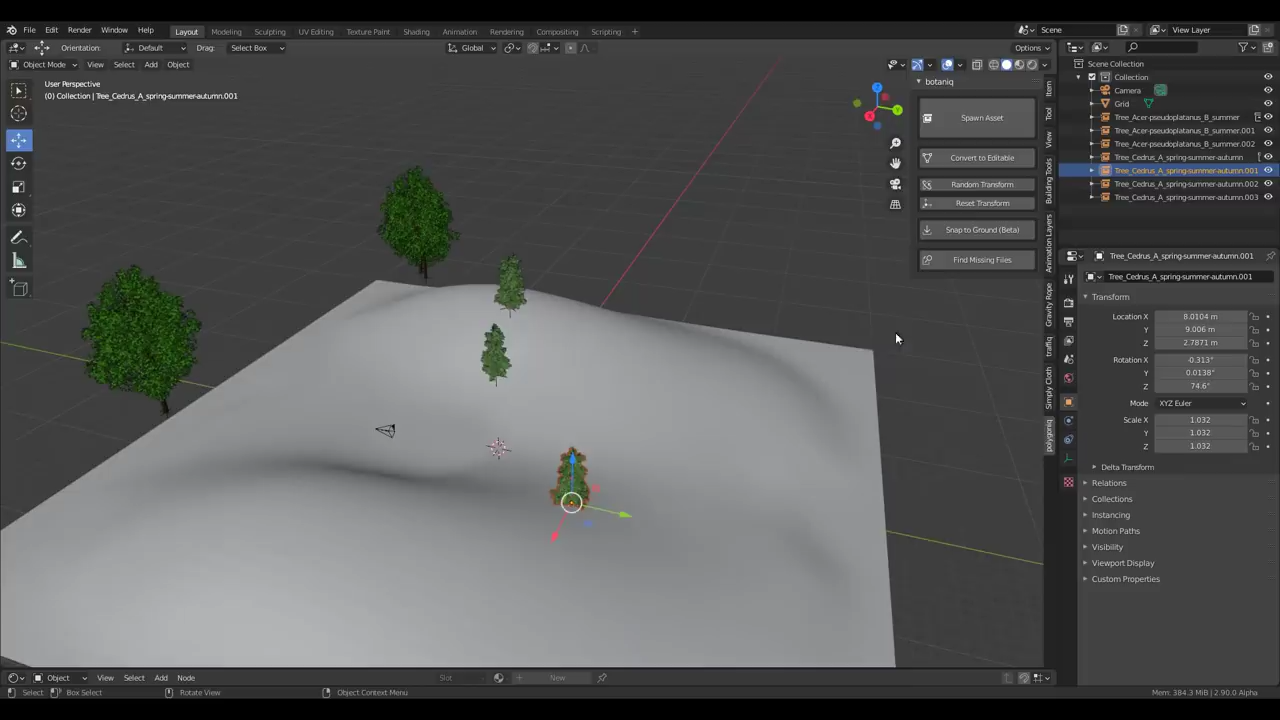 File Edit Render Window Help Layout Modeling Sculpting UV Editing Texture Paint Shading Animation Rendering Compositing Scripting + Scene View Layer
Orientation: Default Drag: Select Box Global Options
Object Mode View Select Add Object
User Perspective
(0) Collection | Tree_Cedrus_A_spring-summer-autumn.001
botaniq
Spawn Asset
Convert to Editable
Random Transform
Reset Transform
Snap to Ground (Beta)
Find Missing Files
Item
Tool
View
Building Tools
Animation Layers
Gravity Rope
traffiq
Simply Cloth
polygoniq
Scene Collection
Collection
Camera
Grid
Tree_Acer-pseudoplatanus_B_summer
Tree_Acer-pseudoplatanus_B_summer.001
Tree_Acer-pseudoplatanus_B_summer.002
Tree_Cedrus_A_spring-summer-autumn
Tree_Cedrus_A_spring-summer-autumn.001
Tree_Cedrus_A_spring-summer-autumn.002
Tree_Cedrus_A_spring-summer-autumn.003
Tree_Cedrus_A_spring-summer-autumn.001
Tree_Cedrus_A_spring-summer-autumn.001
Transform
Location X 8.0104 m
Y 9.006 m
Z 2.7871 m
Rotation X -0.313°
Y 0.0138°
Z 74.6°
Mode XYZ Euler
Scale X 1.032
Y 1.032
Z 1.032
Delta Transform
Relations
Collections
Instancing
Motion Paths
Visibility
Viewport Display
Custom Properties
Object View Select Add Node Slot New
Select Box Select Rotate View Object Context Menu Mem: 384.3 MiB | 2.90.0 Alpha